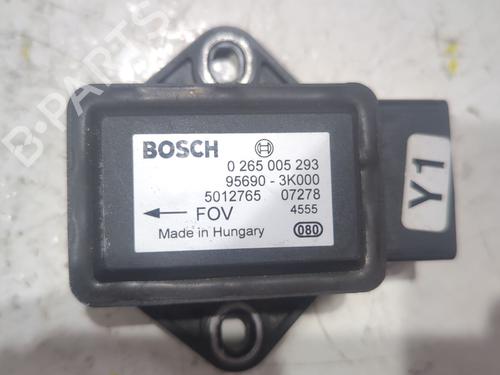 BOSCH
0 265 005 293
95690 - 3K000
5012765 07278
FOV 4555
Made in Hungary 080
Y1
B-PARTS